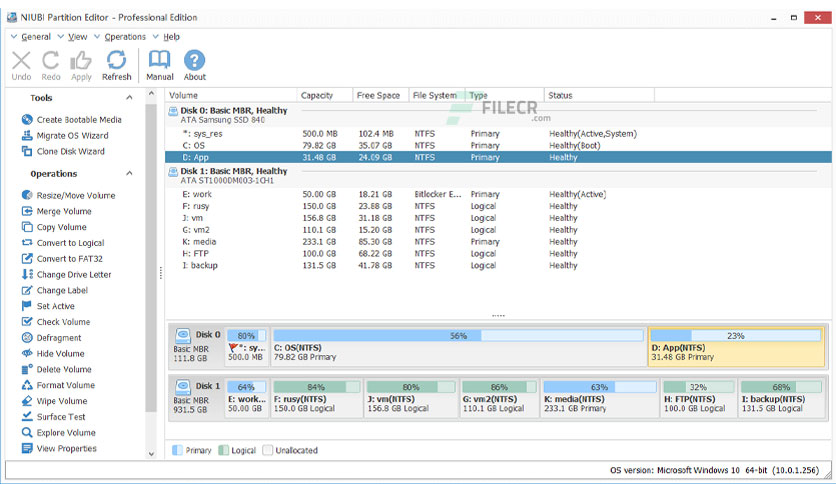 NIUBI Partition Editor - Professional Edition
General View Operations Help
Undo Redo Apply Refresh Manual About
Tools
Create Bootable Media
Migrate OS Wizard
Clone Disk Wizard
Operations
Resize/Move Volume
Merge Volume
Copy Volume
Convert to Logical
Convert to FAT32
Change Drive Letter
Change Label
Set Active
Check Volume
Defragment
Hide Volume
Delete Volume
Format Volume
Wipe Volume
Surface Test
Explore Volume
View Properties
Volume Capacity Free Space File System Type Status
FILECR
.com
Disk 0: Basic MBR, Healthy
ATA Samsung SSD 840
*: sys_res 500.0 MB 102.4 MB NTFS Primary Healthy(Active,System)
C: OS 79.82 GB 35.07 GB NTFS Primary Healthy(Boot)
D: App 31.48 GB 24.09 GB NTFS Primary Healthy
Disk 1: Basic MBR, Healthy
ATA ST1000DM003-1CH1
E: work 50.00 GB 18.21 GB Bitlocker E... Primary Healthy(Active)
F: rusy 150.0 GB 23.88 GB NTFS Logical Healthy
J: vm 156.8 GB 31.18 GB NTFS Logical Healthy
G: vm2 110.1 GB 15.20 GB NTFS Logical Healthy
K: media 233.1 GB 85.30 GB NTFS Primary Healthy
H: FTP 100.0 GB 68.22 GB NTFS Logical Healthy
I: backup 131.5 GB 41.78 GB NTFS Logical Healthy
Disk 0 80% 56% 23%
*: sy... C: OS(NTFS) D: App(NTFS)
Basic MBR 500.0 MB 79.82 GB Primary 31.48 GB Primary
111.8 GB
Disk 1 64% 84% 80% 86% 63% 32% 68%
Basic MBR E: work... F: rusy(NTFS) J: vm(NTFS) G: vm2(NTFS) K: media(NTFS) H: FTP(NTFS) I: backup(NTFS)
931.5 GB 50.00 GB 150.0 GB Logical 156.8 GB Logical 110.1 GB Logical 233.1 GB Primary 100.0 GB Logical 131.5 GB Logical
Primary Logical Unallocated
OS version: Microsoft Windows 10 64-bit (10.0.1.256)